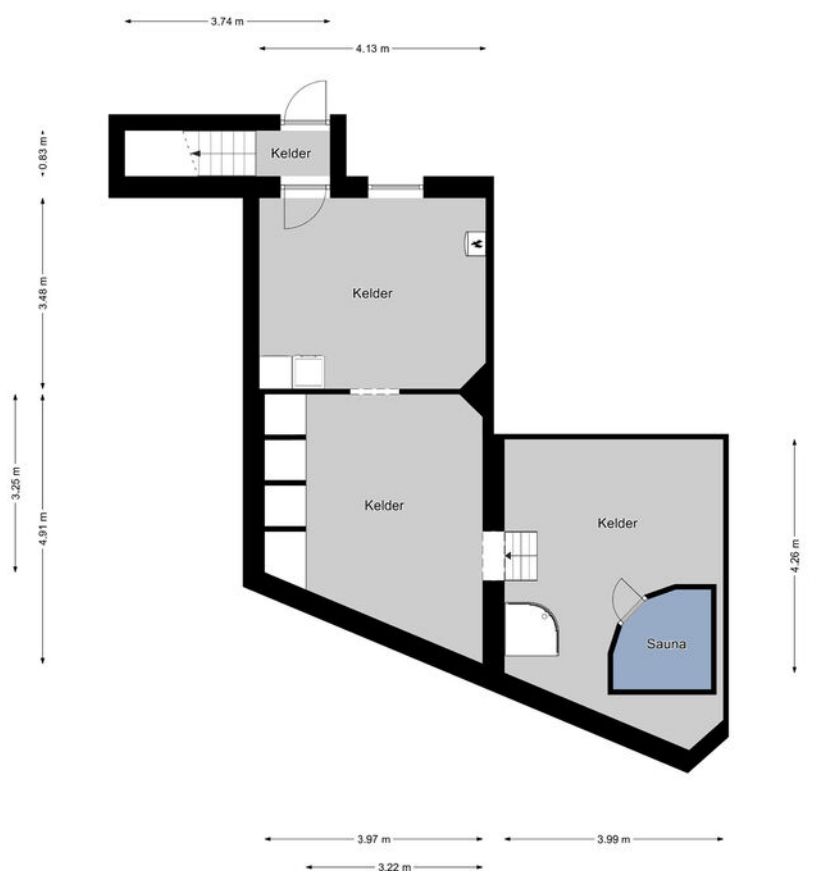 3.74 m
4.13 m
0.83 m
Kelder
3.48 m
Kelder
3.25 m
4.91 m
Kelder
Kelder
4.26 m
Sauna
3.97 m
3.99 m
3.22 m